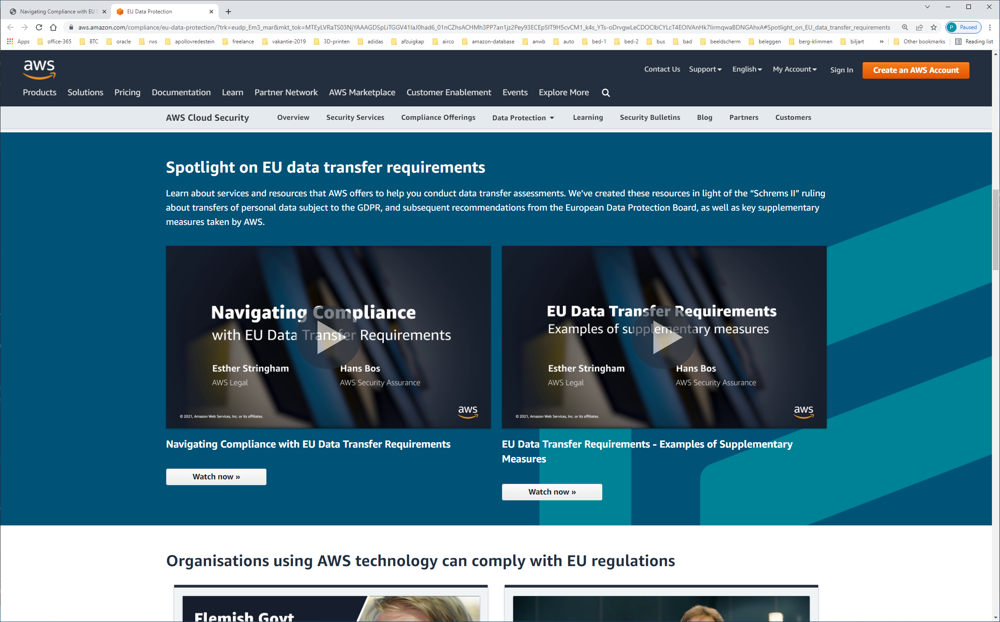 Navigating Compliance with EU D
EU Data Protection
aws.amazon.com/compliance/eu-data-protection/?trk=eudp_Em3_mar&mkt_tok=MTEyLVRaTS03NjYAAAGDSpLiTGGV41IaJ0had6_01nCZhsACHMh3PP7an1jz2Pey93ECEp5IT9H5cvCM1_k4s_YTs-oDrvgwLeCDOCIbCYLcT4EOIVAnHk7IirmqwaBDNGAhxA#Spotlight_on_EU_data_transfer_requirements
P Paused
Apps office-365 BTC oracle rws apollovredestein freelance vakantie-2019 3D-printen adidas afzuigkap airco amazon-database anwb auto bed-1 bed-2 bus bad beeldscherm beleggen berg-klimmen biljart » Other bookmarks Reading list
aws
Contact Us Support English My Account Sign In Create an AWS Account
Products Solutions Pricing Documentation Learn Partner Network AWS Marketplace Customer Enablement Events Explore More
AWS Cloud Security Overview Security Services Compliance Offerings Data Protection Learning Security Bulletins Blog Partners Customers
Spotlight on EU data transfer requirements
Learn about services and resources that AWS offers to help you conduct data transfer assessments. We’ve created these resources in light of the “Schrems II” ruling
about transfers of personal data subject to the GDPR, and subsequent recommendations from the European Data Protection Board, as well as key supplementary
measures taken by AWS.
Navigating Compliance
with EU Data Transfer Requirements
Esther Stringham Hans Bos
AWS Legal AWS Security Assurance
aws
© 2021, Amazon Web Services, Inc. or its affiliates.
Navigating Compliance with EU Data Transfer Requirements
Watch now »
EU Data Transfer Requirements
Examples of supplementary measures
Esther Stringham Hans Bos
AWS Legal AWS Security Assurance
aws
© 2021, Amazon Web Services, Inc. or its affiliates.
EU Data Transfer Requirements - Examples of Supplementary
Measures
Watch now »
Organisations using AWS technology can comply with EU regulations
Flemish Govt